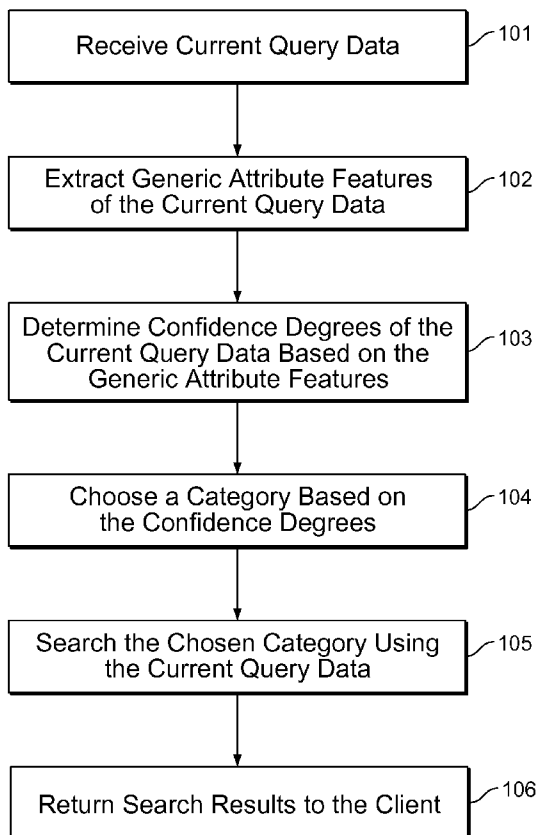 Receive Current Query Data
101
Extract Generic Attribute Features
of the Current Query Data
102
Determine Confidence Degrees of the
Current Query Data Based on the
Generic Attribute Features
103
Choose a Category Based on
the Confidence Degrees
104
Search the Chosen Category Using
the Current Query Data
105
Return Search Results to the Client
106